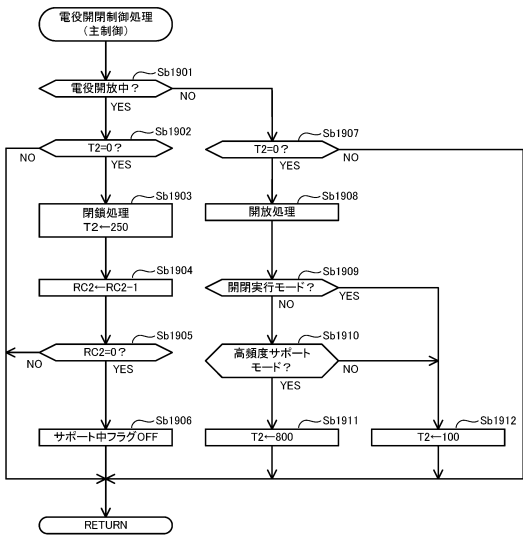 電役開閉制御処理
(主制御)
Sb1901
電役開放中?
NO
YES
Sb1902
T2=0?
NO
YES
Sb1907
T2=0?
NO
YES
Sb1903
閉鎖処理
T2←250
Sb1908
開放処理
Sb1904
RC2←RC2-1
Sb1909
開閉実行モード?
YES
NO
Sb1905
RC2=0?
NO
YES
Sb1910
高頻度サポート
モード?
NO
YES
Sb1906
サポート中フラグOFF
Sb1911
T2←800
Sb1912
T2←100
RETURN